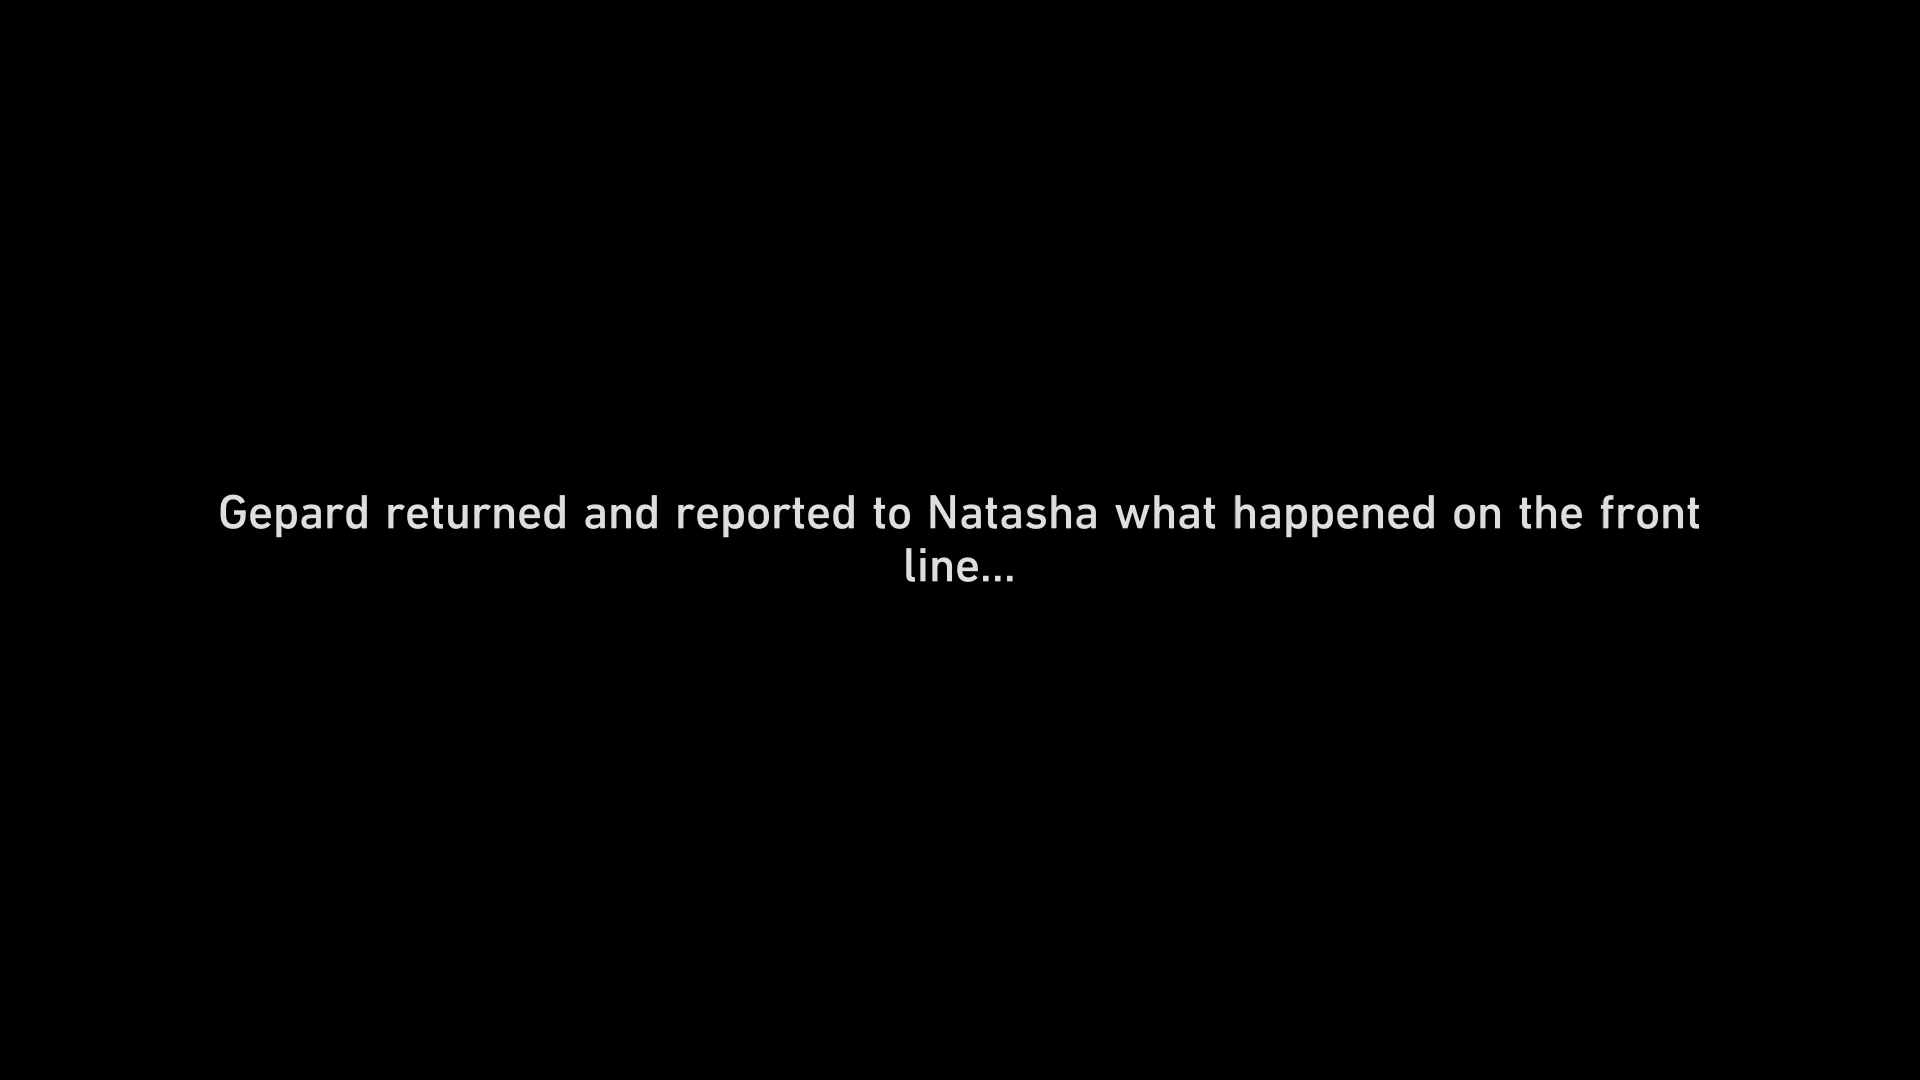 Gepard returned and reported to Natasha what happened on the front
line...